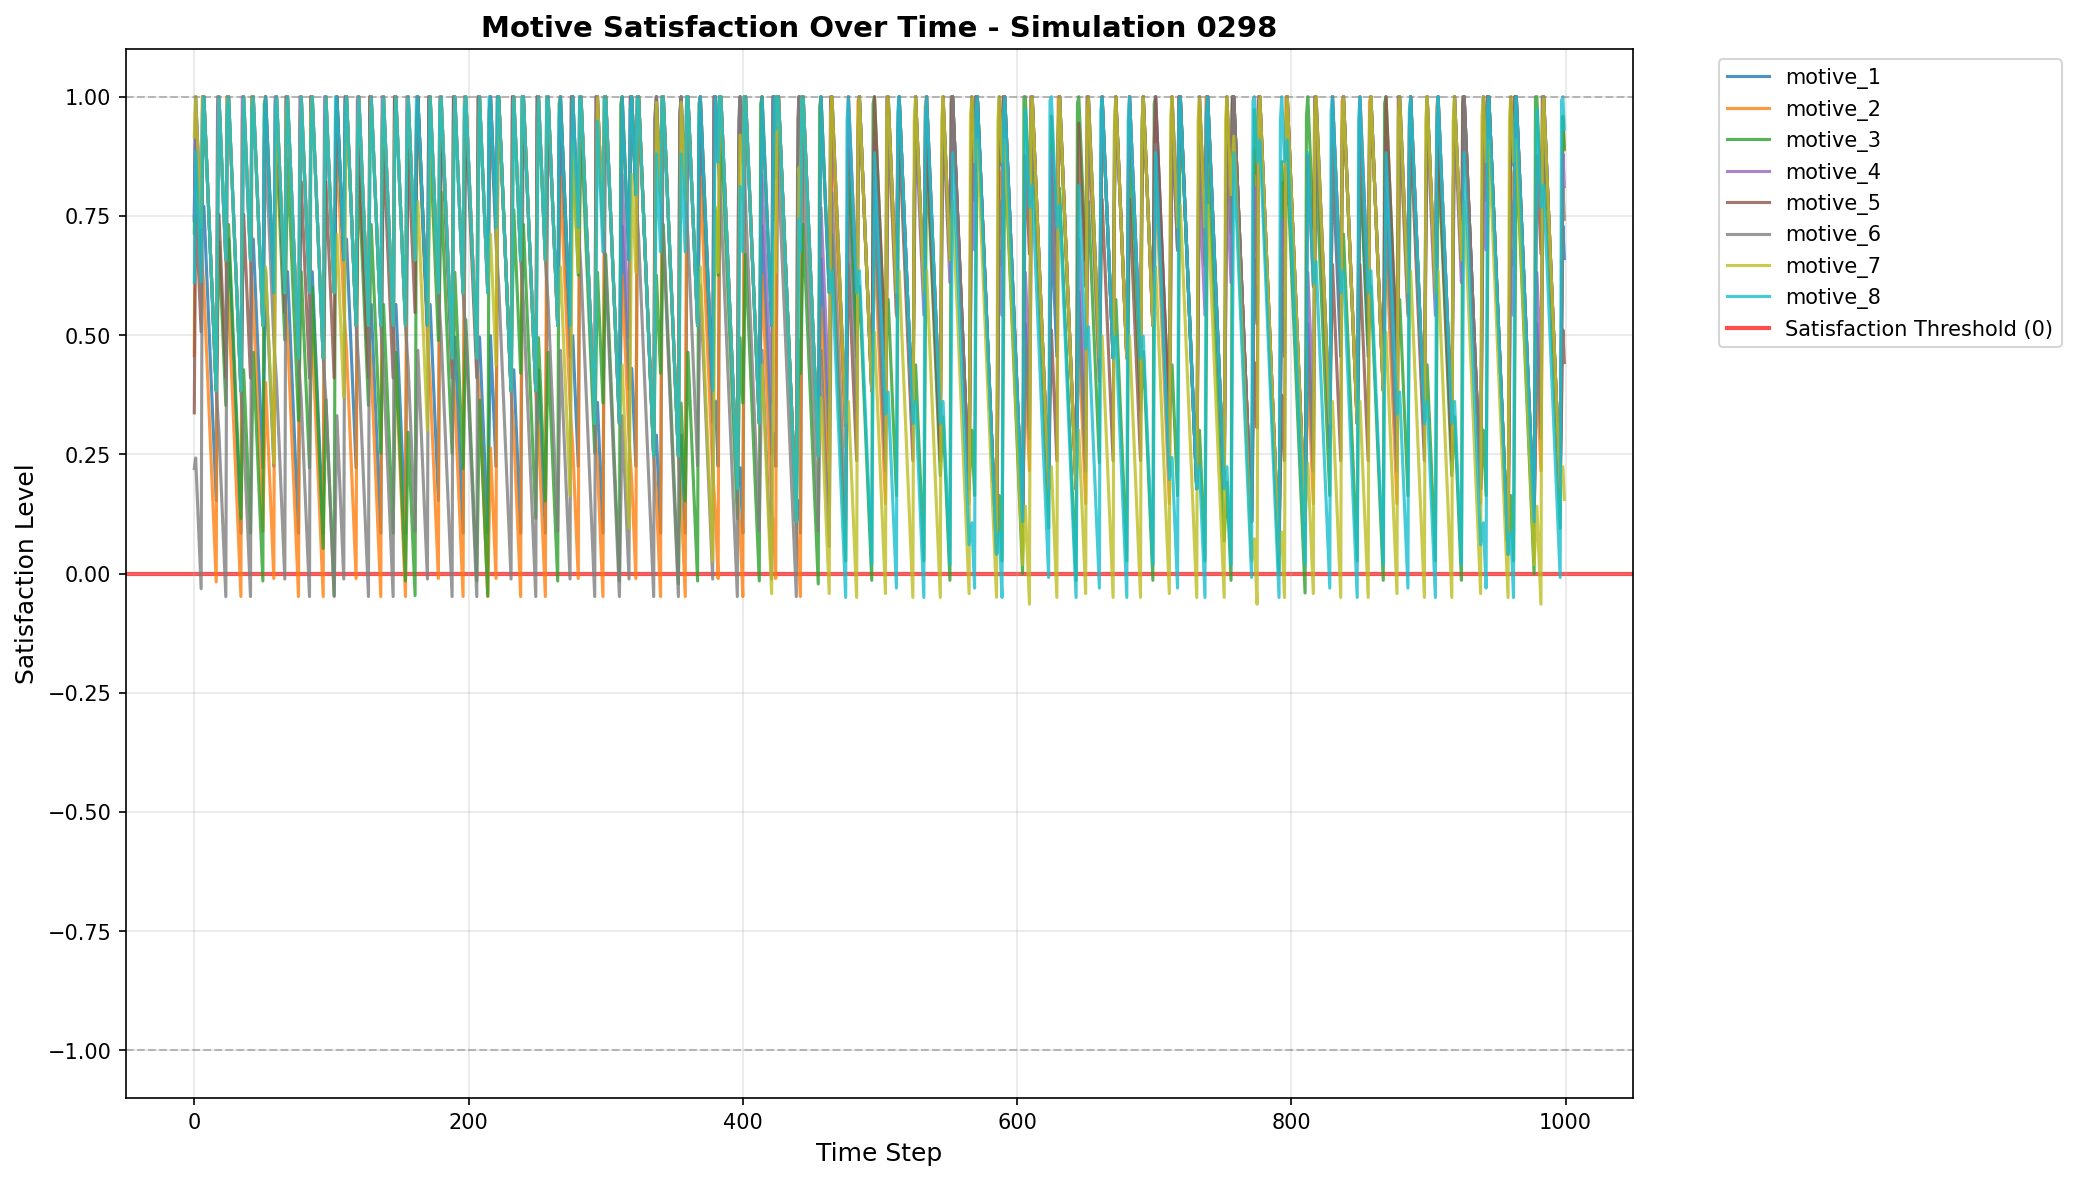 Motive Satisfaction Over Time - Simulation 0298
Satisfaction Level
1.00
0.75
0.50
0.25
0.00
−0.25
−0.50
−0.75
−1.00
0
200
400
600
800
1000
Time Step
motive_1
motive_2
motive_3
motive_4
motive_5
motive_6
motive_7
motive_8
Satisfaction Threshold (0)